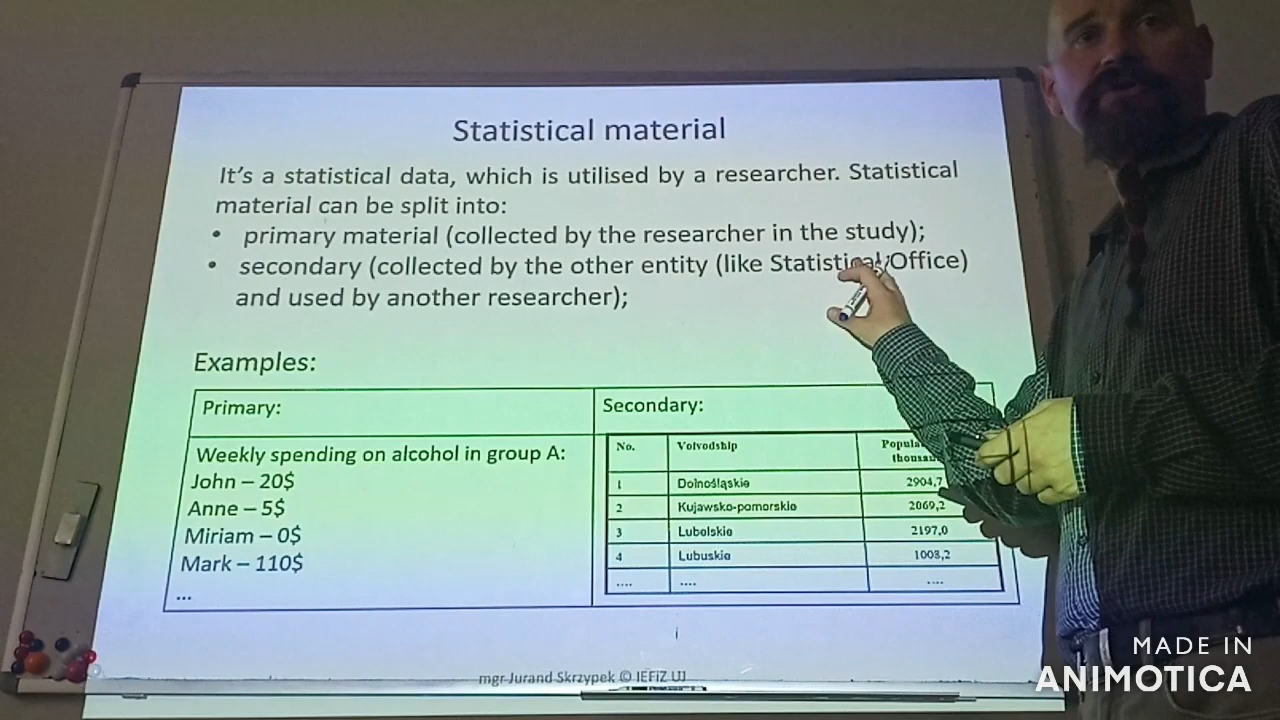 Statistical material
It's a statistical data, which is utilised by a researcher. Statistical
material can be split into:
• primary material (collected by the researcher in the study);
• secondary (collected by the other entity (like Statistical Office)
and used by another researcher);
Examples:
Primary:
Secondary:
Weekly spending on alcohol in group A:
John – 20$
Anne – 5$
Miriam – 0$
Mark – 110$
...
No. Voivodship
1 Dolnośląskie 2904,7
2 Kujawsko-pomorskie 2069,2
3 Lubelskie 2197,0
4 Lubuskie 1008,2
.... .... ....
mgr Jurand Skrzypek © IEFiZ UJ
MADE IN
ANIMOTICA